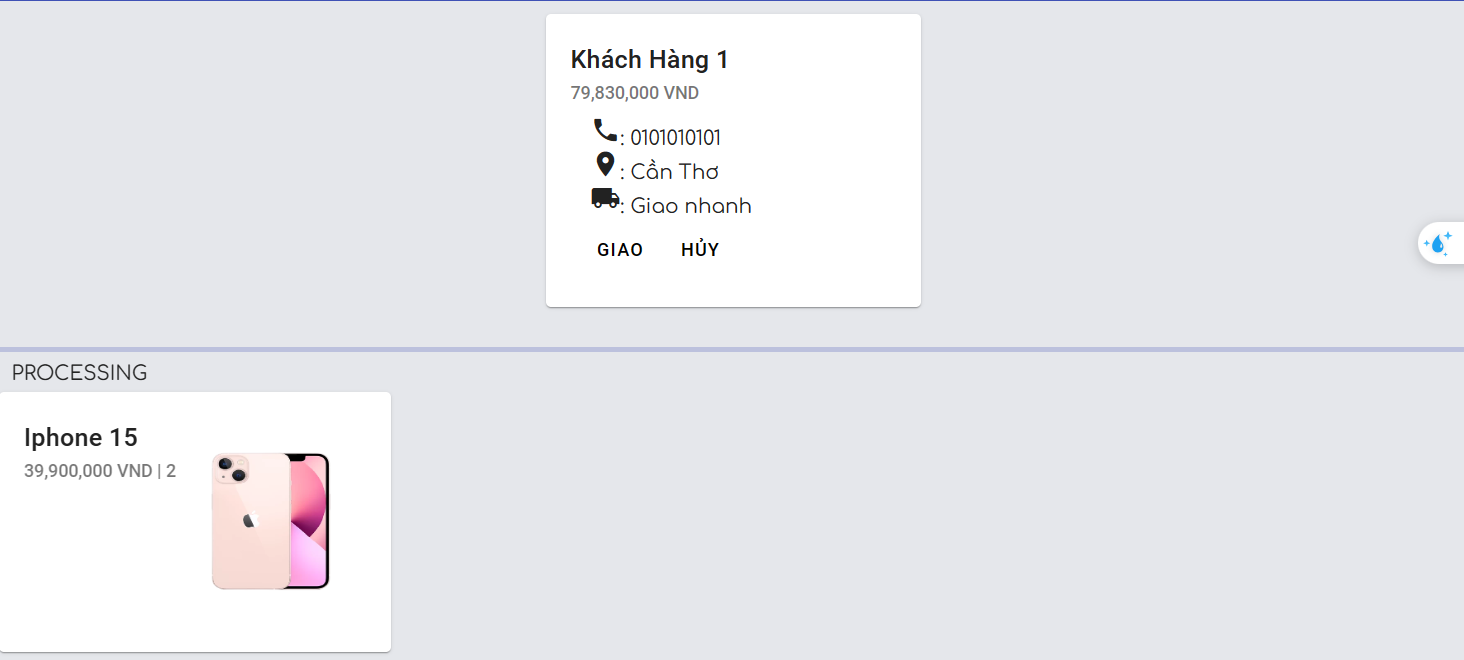 Khách Hàng 1
79,830,000 VND
: 0101010101
: Cần Thơ
: Giao nhanh
GIAO HỦY
PROCESSING
Iphone 15
39,900,000 VND | 2